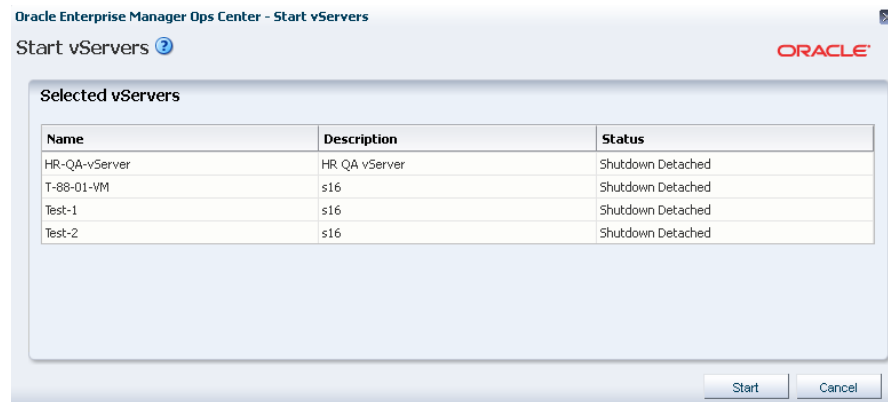 Oracle Enterprise Manager Ops Center - Start vServers
Start vServers ?
ORACLE
Selected vServers
Name Description Status
HR-QA-vServer HR QA vServer Shutdown Detached
T-88-01-VM s16 Shutdown Detached
Test-1 s16 Shutdown Detached
Test-2 s16 Shutdown Detached
Start Cancel